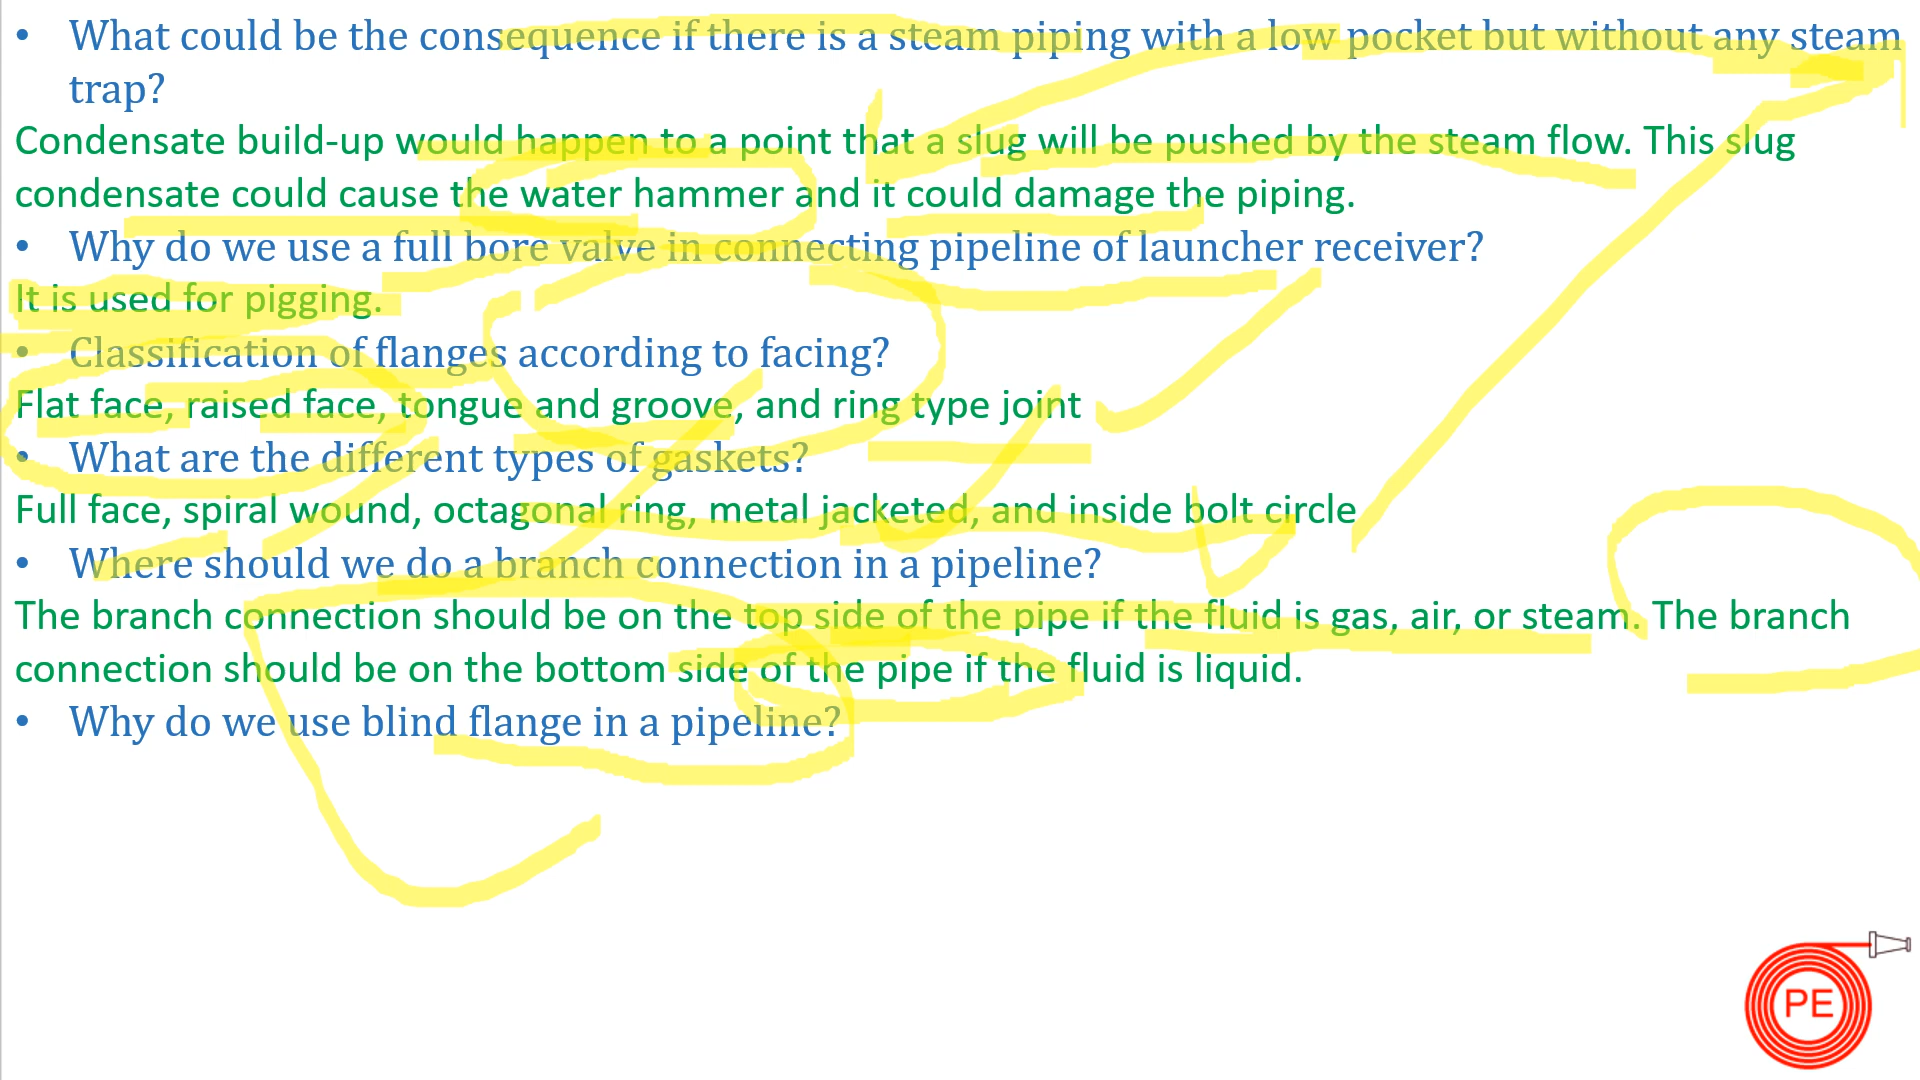 • What could be the consequence if there is a steam piping with a low pocket but without any steam
trap?
Condensate build-up would happen to a point that a slug will be pushed by the steam flow. This slug
condensate could cause the water hammer and it could damage the piping.
• Why do we use a full bore valve in connecting pipeline of launcher receiver?
It is used for pigging.
• Classification of flanges according to facing?
Flat face, raised face, tongue and groove, and ring type joint
• What are the different types of gaskets?
Full face, spiral wound, octagonal ring, metal jacketed, and inside bolt circle
• Where should we do a branch connection in a pipeline?
The branch connection should be on the top side of the pipe if the fluid is gas, air, or steam. The branch
connection should be on the bottom side of the pipe if the fluid is liquid.
• Why do we use blind flange in a pipeline?
PE